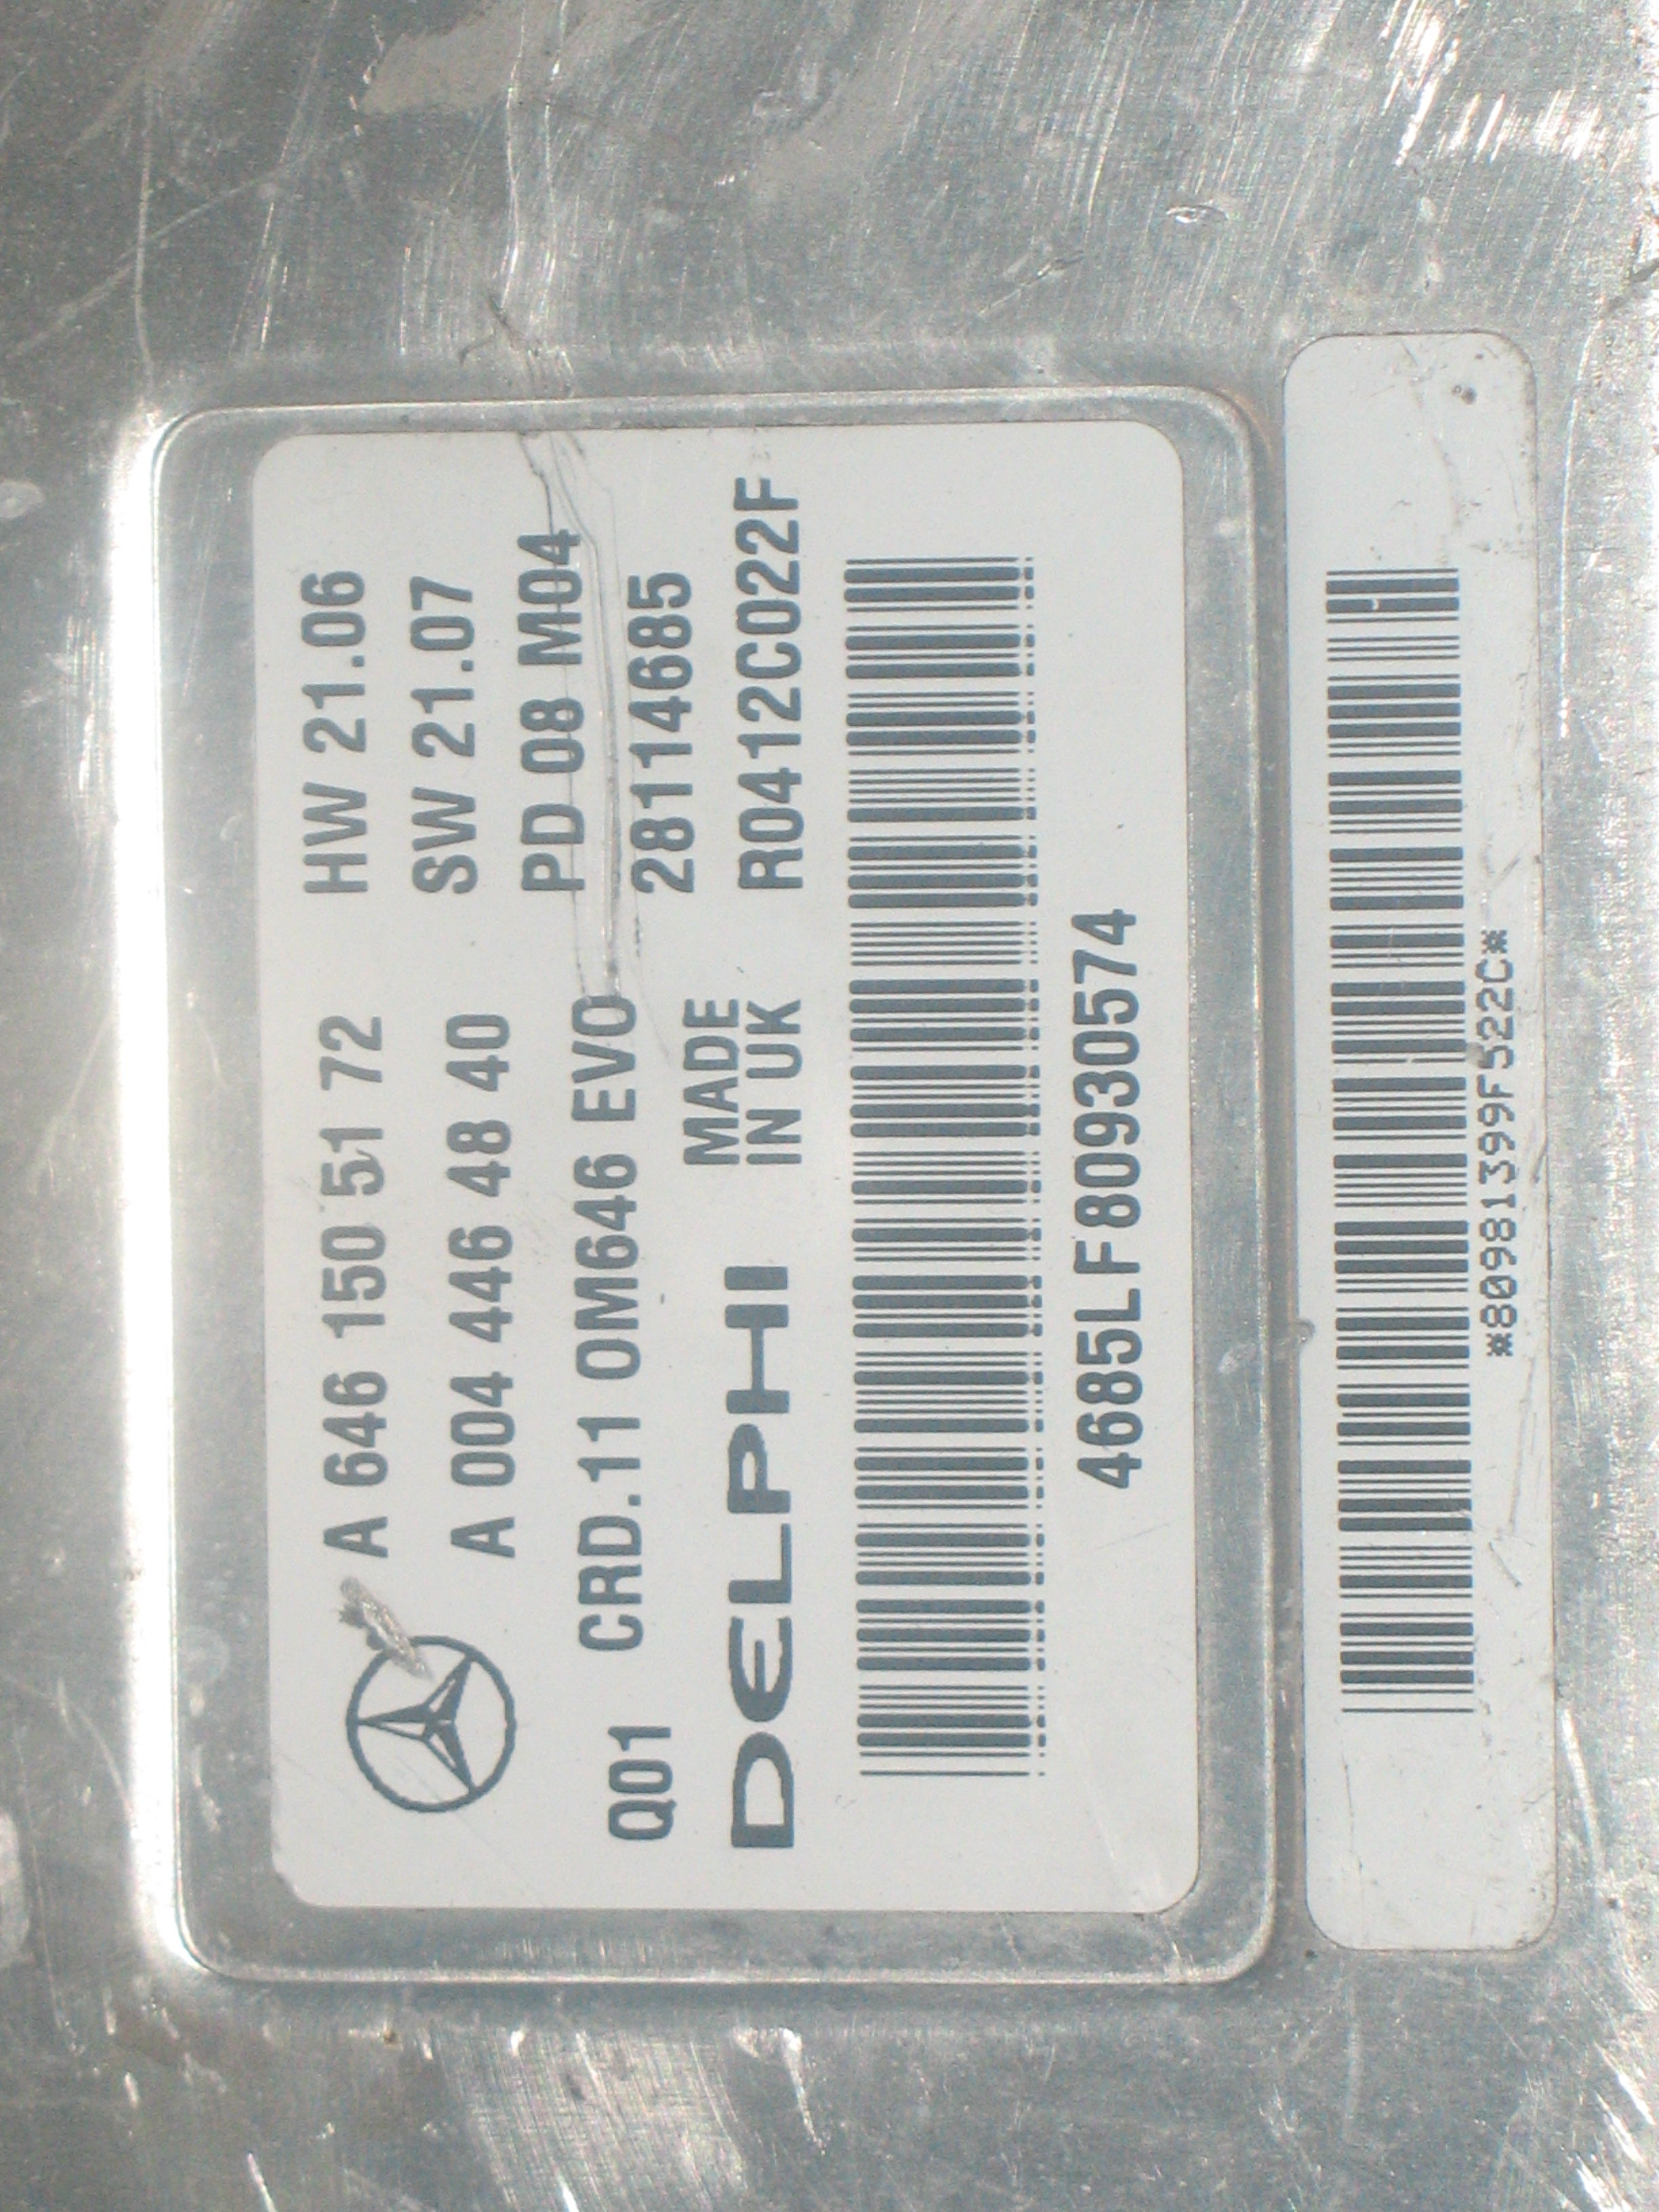 A 646 150 51 72 HW 21.06
A 004 446 48 40 SW 21.07
Q01 CRD.11 OM646 EVO PD 08 M04
28114685
DELPHI MADE IN UK R0412C022F
4685LF80930574
*80981399F522C*